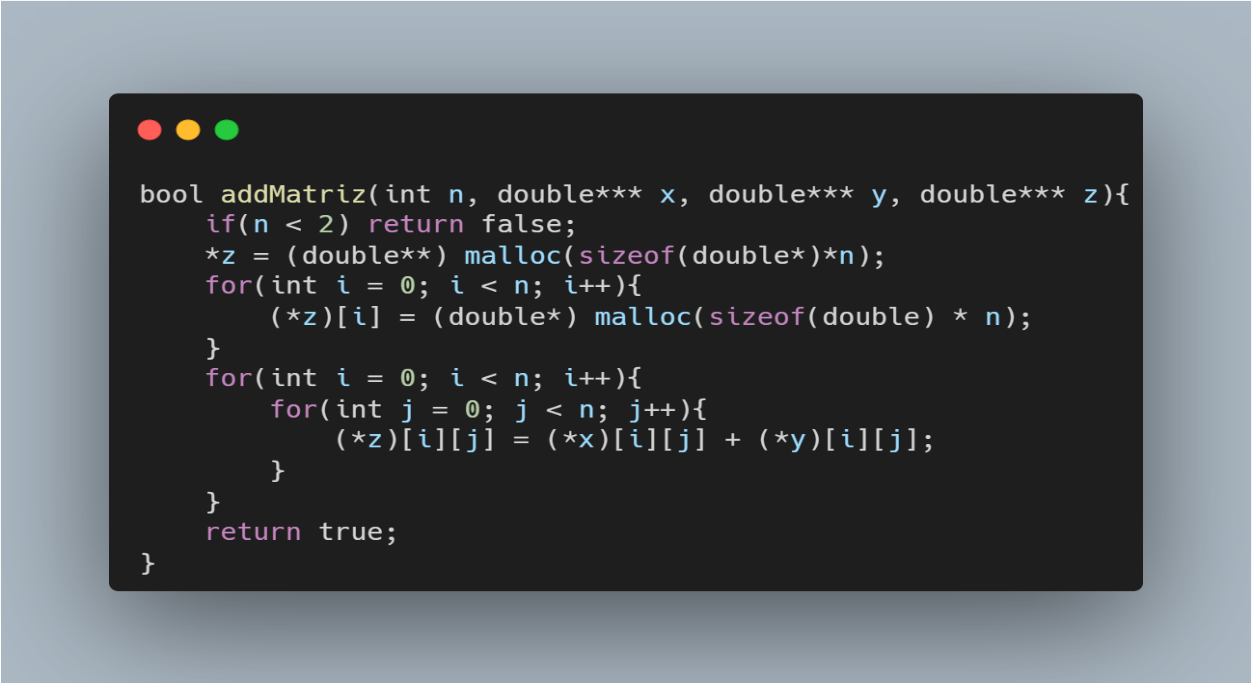 bool addMatriz(int n, double*** x, double*** y, double*** z){
    if(n < 2) return false;
    *z = (double**) malloc(sizeof(double*)*n);
    for(int i = 0; i < n; i++){
        (*z)[i] = (double*) malloc(sizeof(double) * n);
    }
    for(int i = 0; i < n; i++){
        for(int j = 0; j < n; j++){
            (*z)[i][j] = (*x)[i][j] + (*y)[i][j];
        }
    }
    return true;
}